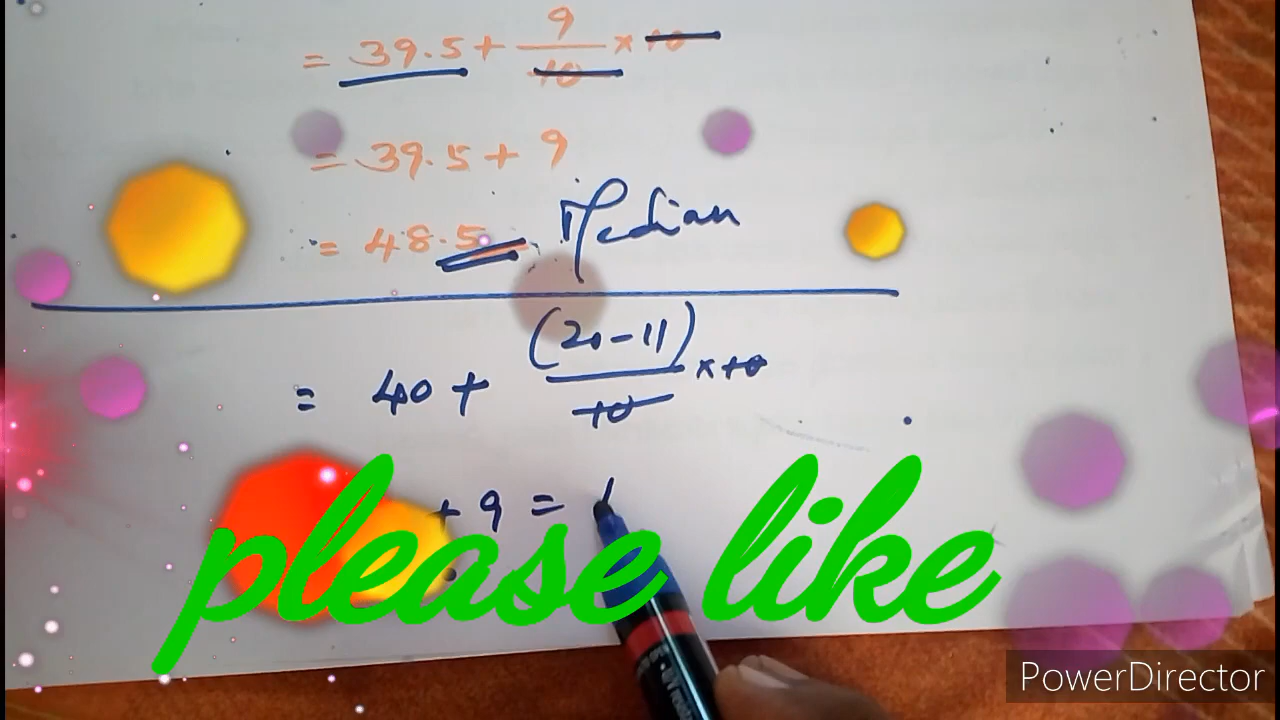 = 39.5 + 9/10 × 10
= 39.5 + 9
= 48.5 Median
= 40 + (20-11)/10 × 10
+ 9 =
please like
PowerDirector